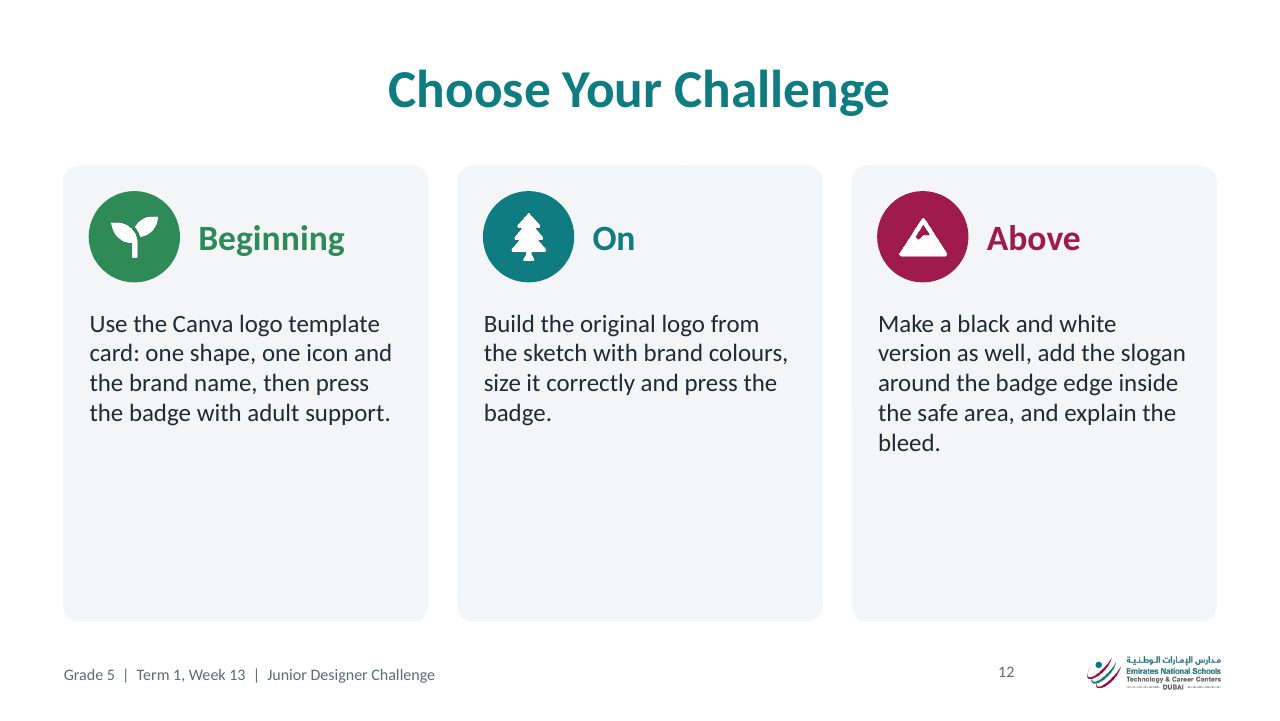 Choose Your Challenge
Beginning
Use the Canva logo template
card: one shape, one icon and
the brand name, then press
the badge with adult support.
On
Build the original logo from
the sketch with brand colours,
size it correctly and press the
badge.
Above
Make a black and white
version as well, add the slogan
around the badge edge inside
the safe area, and explain the
bleed.
Grade 5 | Term 1, Week 13 | Junior Designer Challenge
12
مدارس الإمارات الوطنية
Emirates National Schools
Technology & Career Centers
DUBAI